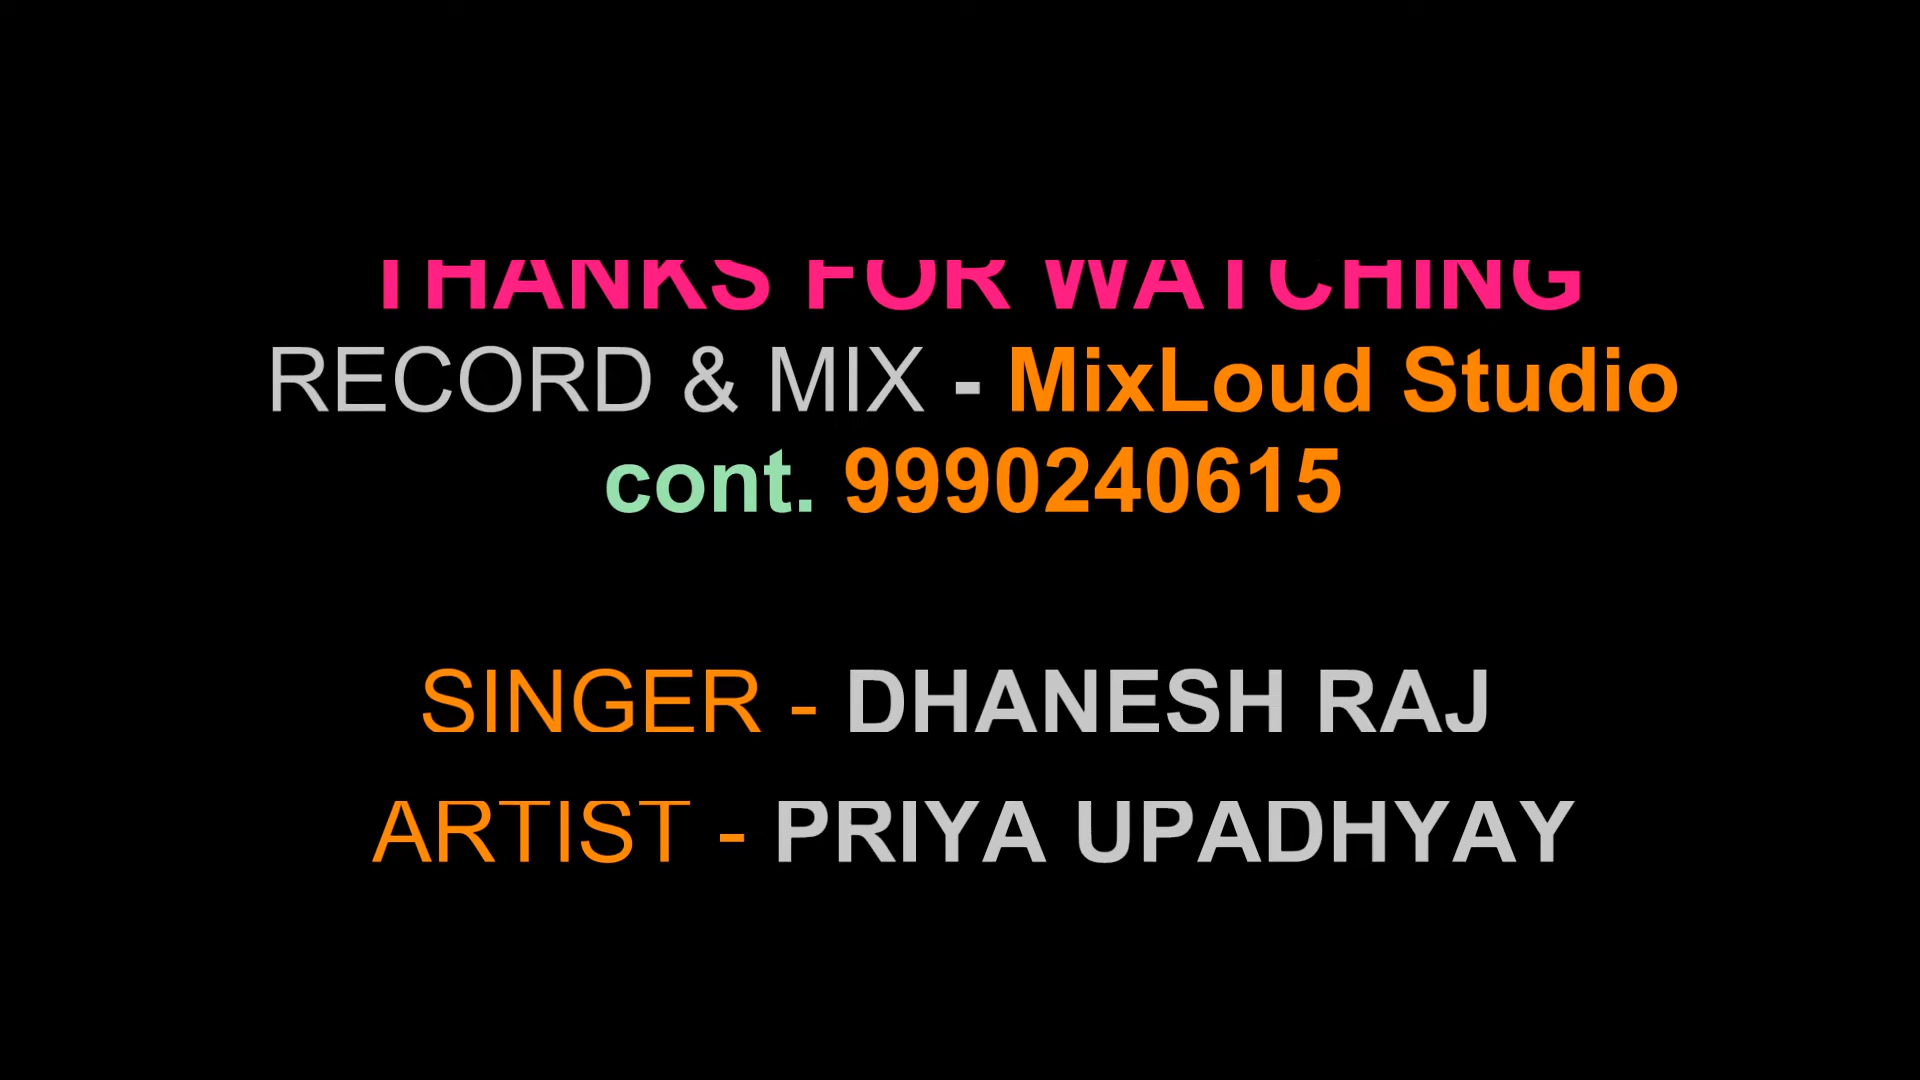 THANKS FOR WATCHING
RECORD & MIX - MixLoud Studio
cont. 9990240615
SINGER - DHANESH RAJ
ARTIST - PRIYA UPADHYAY